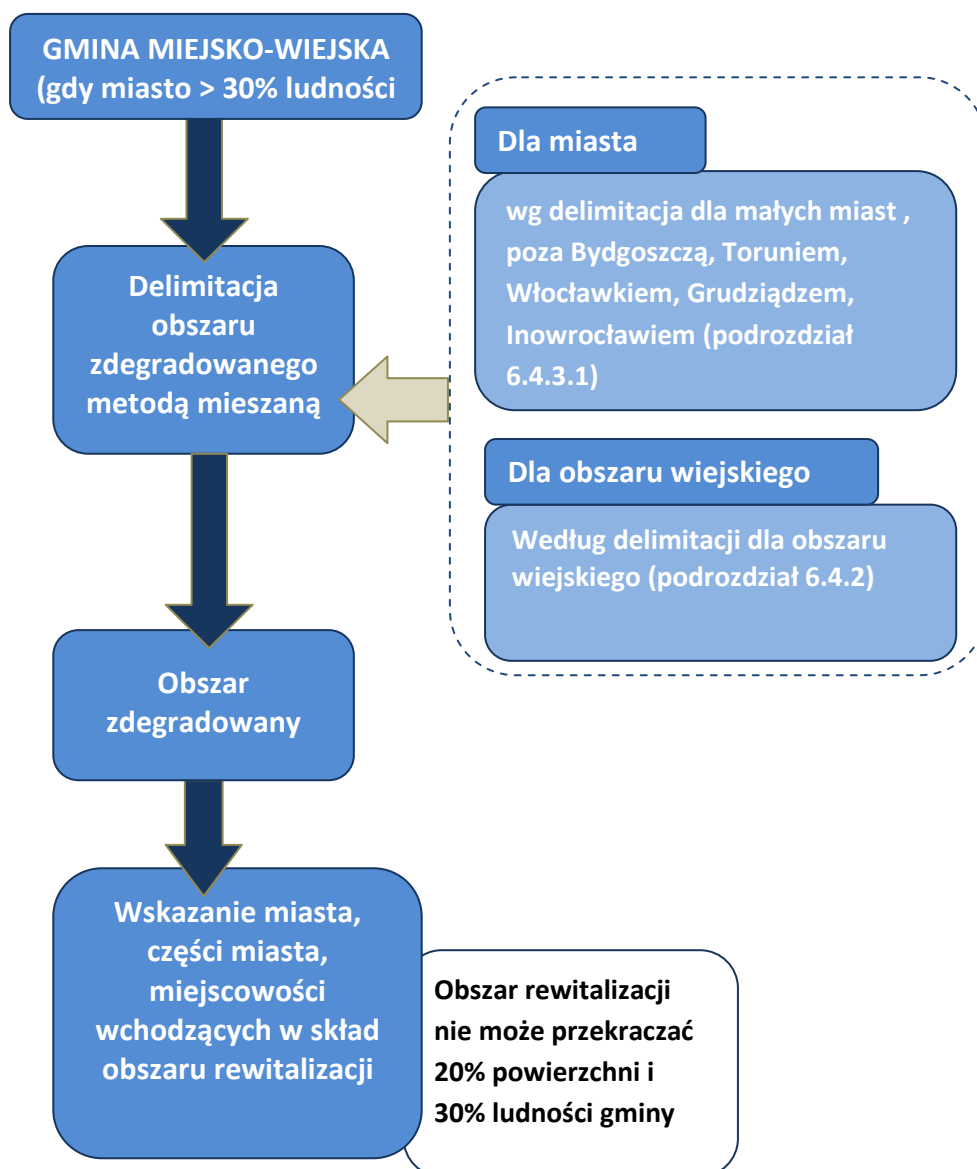 GMINA MIEJSKO-WIEJSKA
(gdy miasto > 30% ludności
Dla miasta
wg delimitacja dla małych miast ,
poza Bydgoszczą, Toruniem,
Włocławkiem, Grudziądzem,
Inowrocławiem (podrozdział
6.4.3.1)
Delimitacja
obszaru
zdegradowanego
metodą mieszaną
Dla obszaru wiejskiego
Według delimitacji dla obszaru
wiejskiego (podrozdział 6.4.2)
Obszar
zdegradowany
Wskazanie miasta,
części miasta,
miejscowości
wchodzących w skład
obszaru rewitalizacji
Obszar rewitalizacji
nie może przekraczać
20% powierzchni i
30% ludności gminy